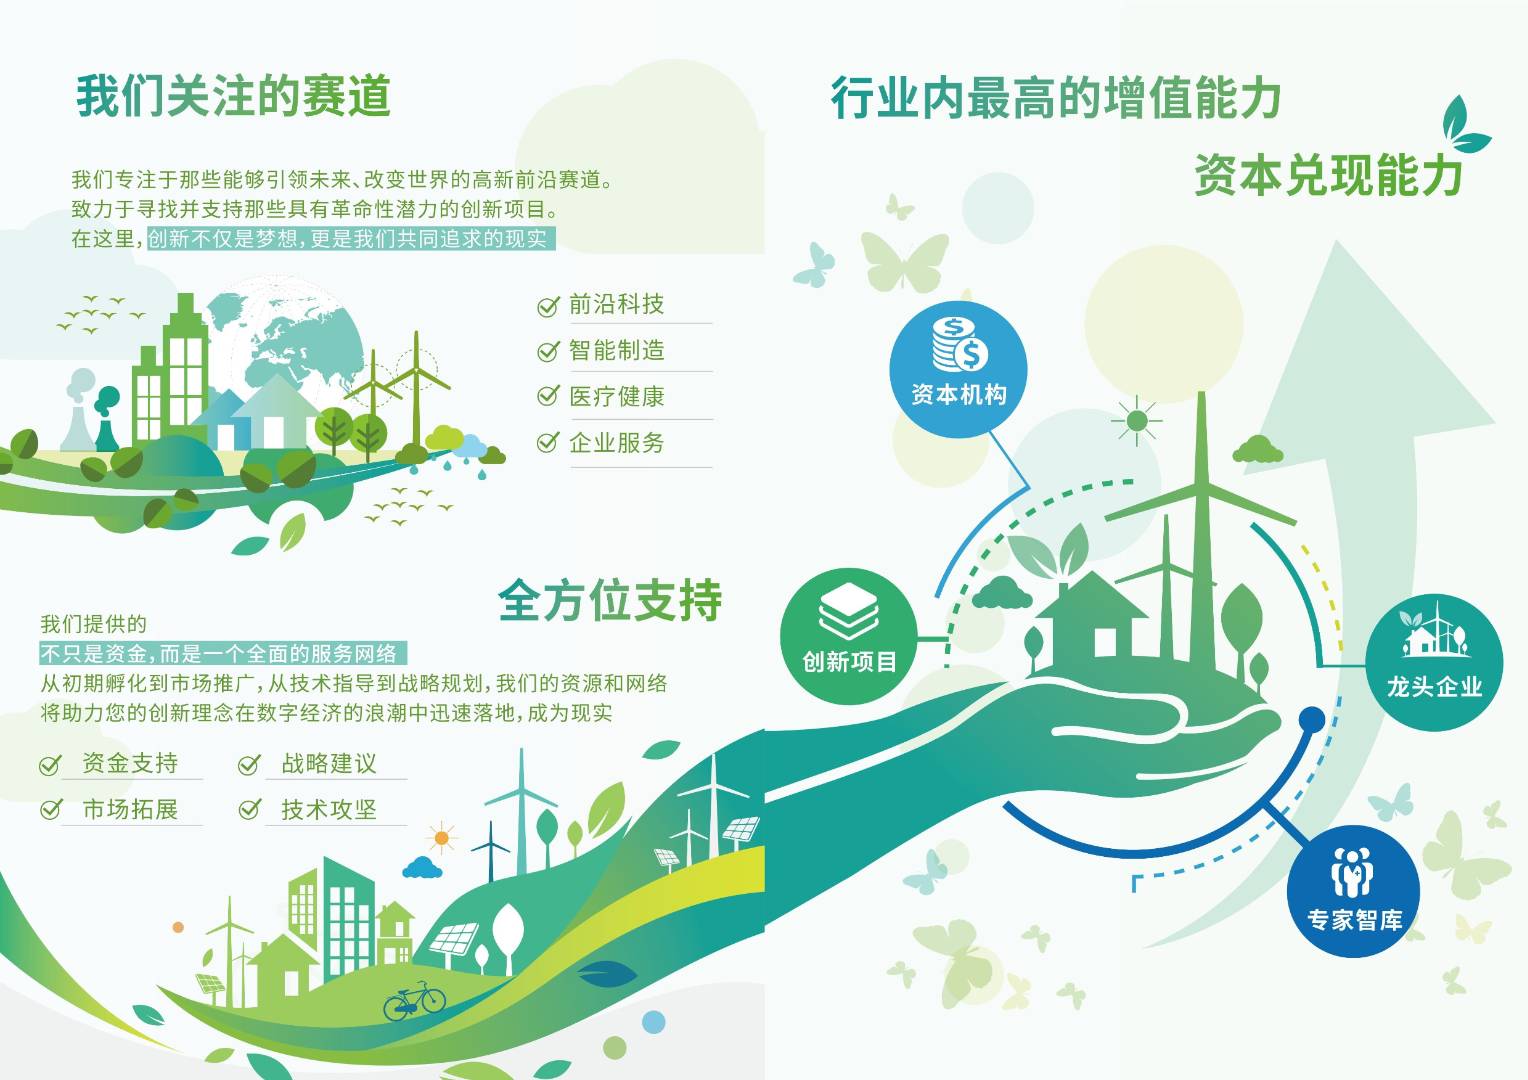 我们关注的赛道
我们专注于那些能够引领未来、改变世界的高新前沿赛道。
致力于寻找并支持那些具有革命性潜力的创新项目。
在这里，创新不仅是梦想，更是我们共同追求的现实
前沿科技
智能制造
医疗健康
企业服务
全方位支持
我们提供的
不只是资金，而是一个全面的服务网络
从初期孵化到市场推广，从技术指导到战略规划，我们的资源和网络
将助力您的创新理念在数字经济的浪潮中迅速落地，成为现实
资金支持
战略建议
市场拓展
技术攻坚
行业内最高的增值能力
资本兑现能力
资本机构
创新项目
龙头企业
专家智库